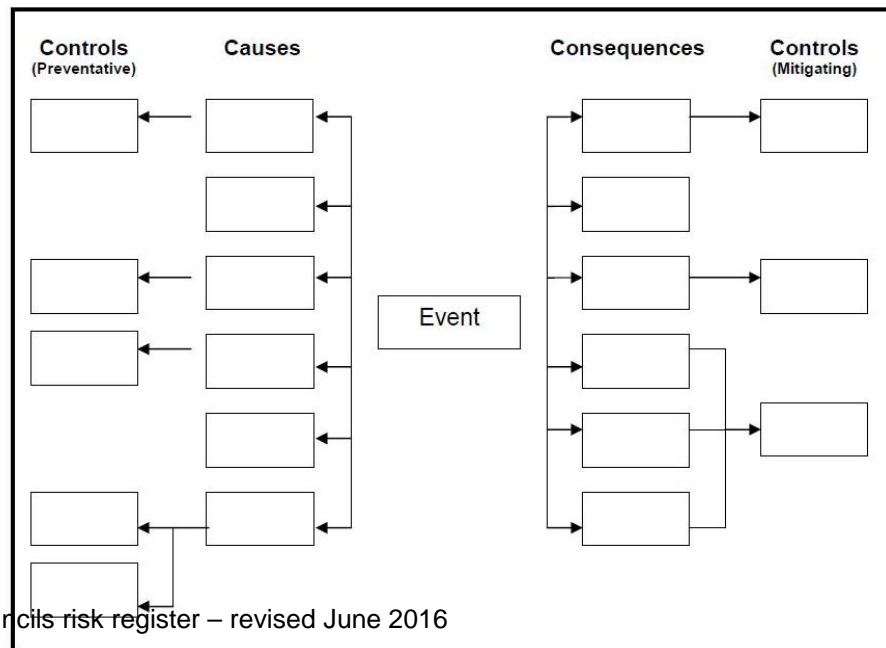 Controls
(Preventative)
Causes
Consequences
Controls
(Mitigating)
Event
ncils risk register – revised June 2016